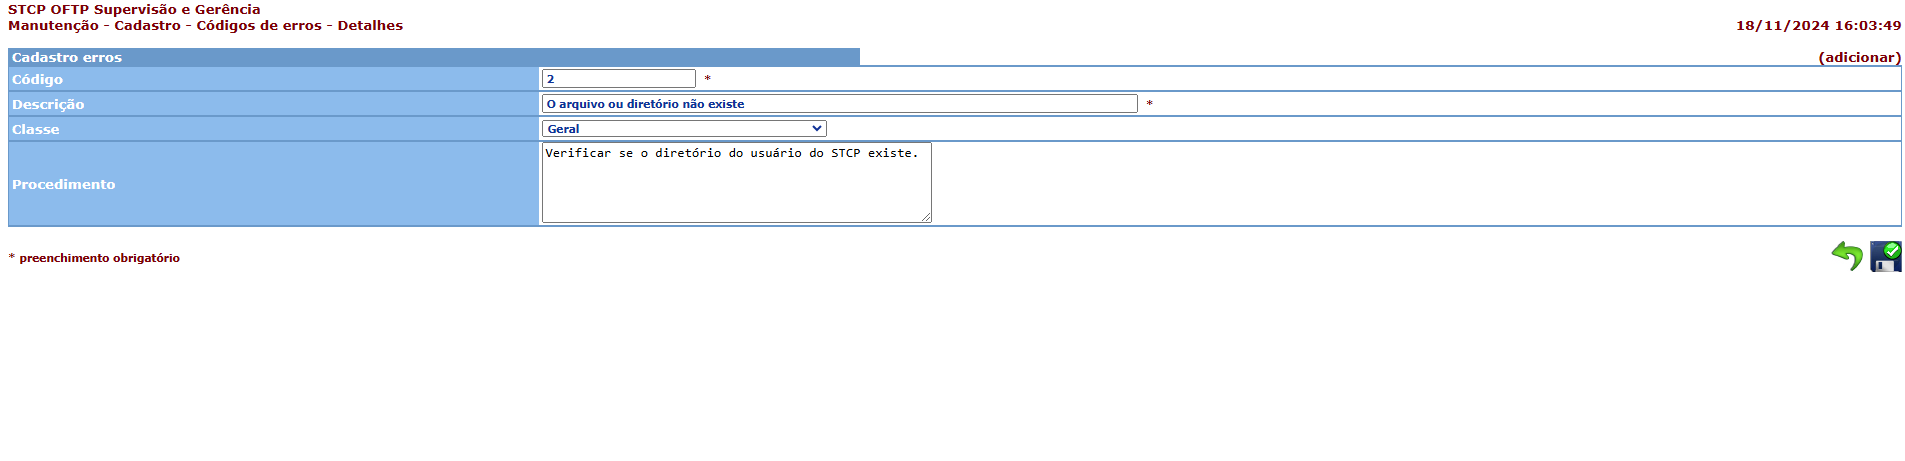 STCP OFTP Supervisão e Gerência
Manutenção - Cadastro - Códigos de erros - Detalhes
18/11/2024 16:03:49
Cadastro erros
(adicionar)
Código
2 *
Descrição
O arquivo ou diretório não existe *
Classe
Geral
Procedimento
Verificar se o diretório do usuário do STCP existe.
* preenchimento obrigatório